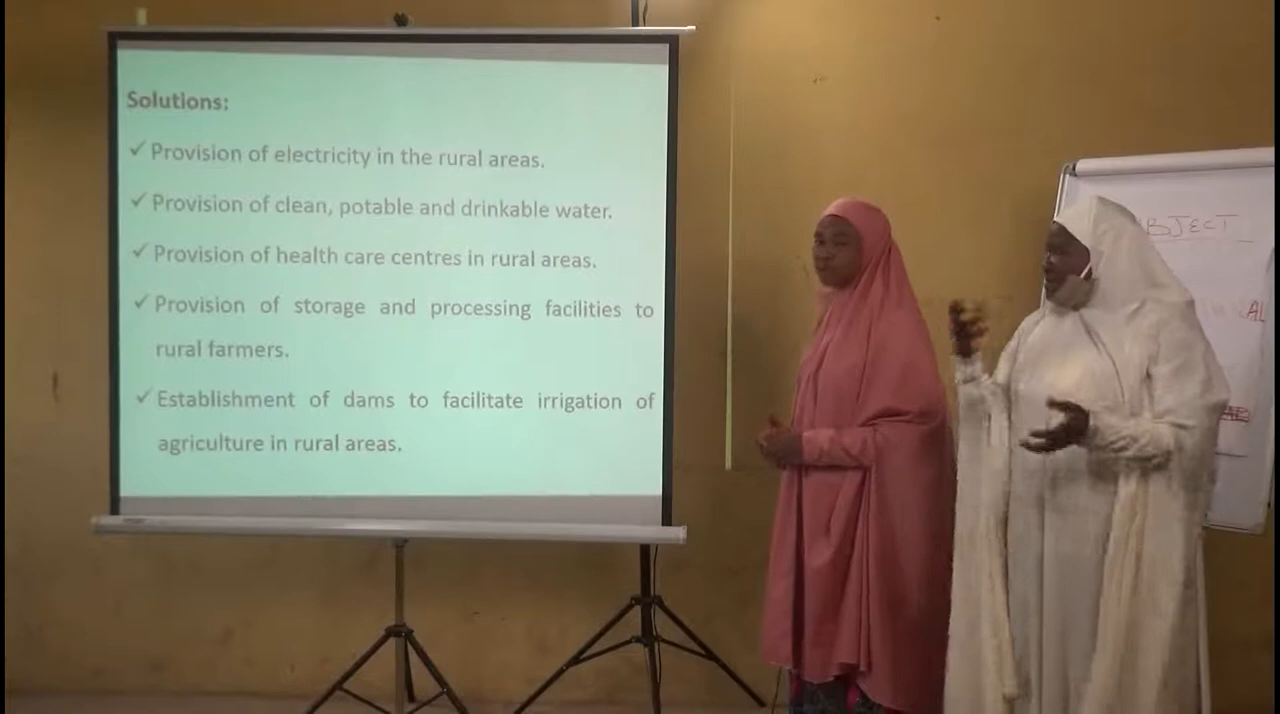 Solutions:
✓ Provision of electricity in the rural areas.
✓ Provision of clean, potable and drinkable water.
✓ Provision of health care centres in rural areas.
✓ Provision of storage and processing facilities to
rural farmers.
✓ Establishment of dams to facilitate irrigation of
agriculture in rural areas.
BJECT
AL